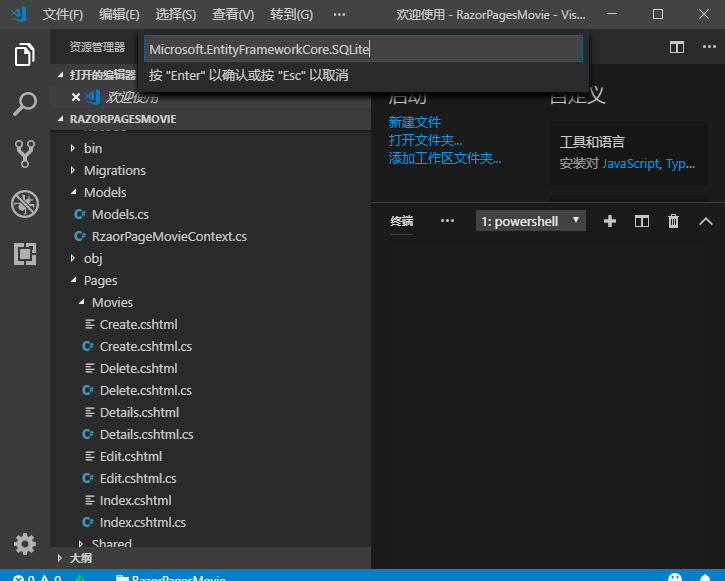 文件(F) 编辑(E) 选择(S) 查看(V) 转到(G) ··· 欢迎使用 - RazorPagesMovie - Vis...
资源管理器
Microsoft.EntityFrameworkCore.SQLite
按 "Enter" 以确认或按 "Esc" 以取消
打开的编辑器
欢迎使用
RAZORPAGESMOVIE
bin
Migrations
Models
Models.cs
RzaorPageMovieContext.cs
obj
Pages
Movies
Create.cshtml
Create.cshtml.cs
Delete.cshtml
Delete.cshtml.cs
Details.cshtml
Details.cshtml.cs
Edit.cshtml
Edit.cshtml.cs
Index.cshtml
Index.cshtml.cs
Shared
大纲
启动
新建文件
打开文件夹...
添加工作区文件夹...
自定义
工具和语言
安装对 JavaScript, Typ...
终端 ··· 1: powershell
0 0 RazorPagesMovie